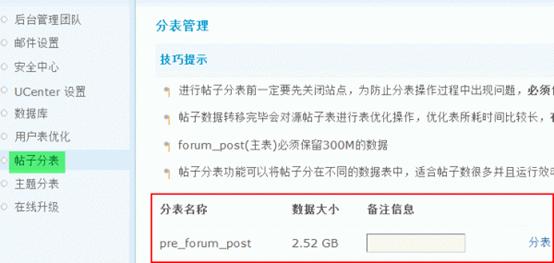 后台管理团队
邮件设置
安全中心
UCenter 设置
数据库
用户表优化
帖子分表
主题分表
在线升级
分表管理
技巧提示
进行帖子分表前一定要先关闭站点，为防止分表操作过程中出现问题，必须
帖子数据转移完毕会对源帖子表进行表优化操作，优化表所耗时间比较长，
forum_post(主表)必须保留300M的数据
帖子分表功能可以将帖子分在不同的数据表中，适合帖子数很多并且运行效
分表名称 数据大小 备注信息
pre_forum_post 2.52 GB 分表